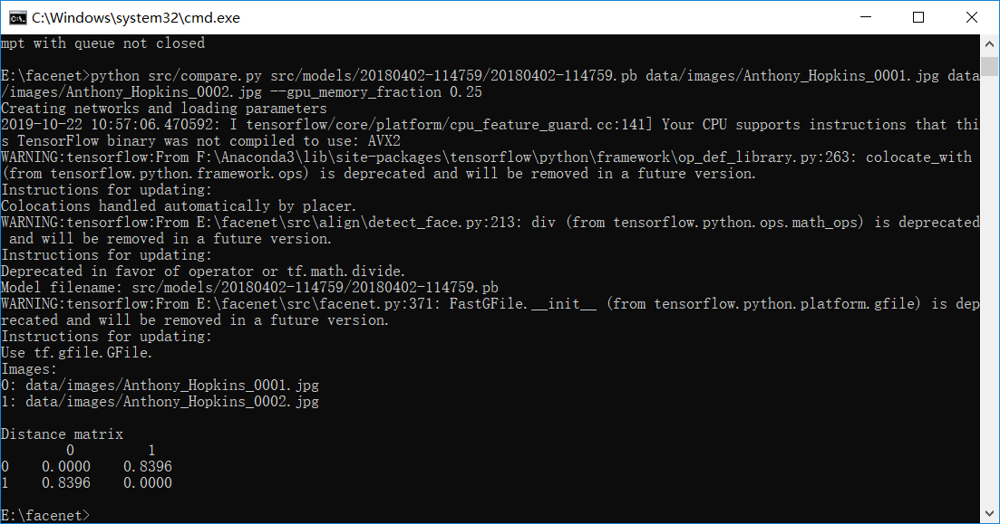 C:\Windows\system32\cmd.exe
mpt with queue not closed
E:\facenet>python src/compare.py src/models/20180402-114759/20180402-114759.pb data/images/Anthony_Hopkins_0001.jpg data
/images/Anthony_Hopkins_0002.jpg --gpu_memory_fraction 0.25
Creating networks and loading parameters
2019-10-22 10:57:06.470592: I tensorflow/core/platform/cpu_feature_guard.cc:141] Your CPU supports instructions that thi
s TensorFlow binary was not compiled to use: AVX2
WARNING:tensorflow:From F:\Anaconda3\lib\site-packages\tensorflow\python\framework\op_def_library.py:263: colocate_with
(from tensorflow.python.framework.ops) is deprecated and will be removed in a future version.
Instructions for updating:
Colocations handled automatically by placer.
WARNING:tensorflow:From E:\facenet\src\align\detect_face.py:213: div (from tensorflow.python.ops.math_ops) is deprecated
 and will be removed in a future version.
Instructions for updating:
Deprecated in favor of operator or tf.math.divide.
Model filename: src/models/20180402-114759/20180402-114759.pb
WARNING:tensorflow:From E:\facenet\src\facenet.py:371: FastGFile.__init__ (from tensorflow.python.platform.gfile) is dep
recated and will be removed in a future version.
Instructions for updating:
Use tf.gfile.GFile.
Images:
0: data/images/Anthony_Hopkins_0001.jpg
1: data/images/Anthony_Hopkins_0002.jpg
Distance matrix
0 1
0 0.0000 0.8396
1 0.8396 0.0000
E:\facenet>